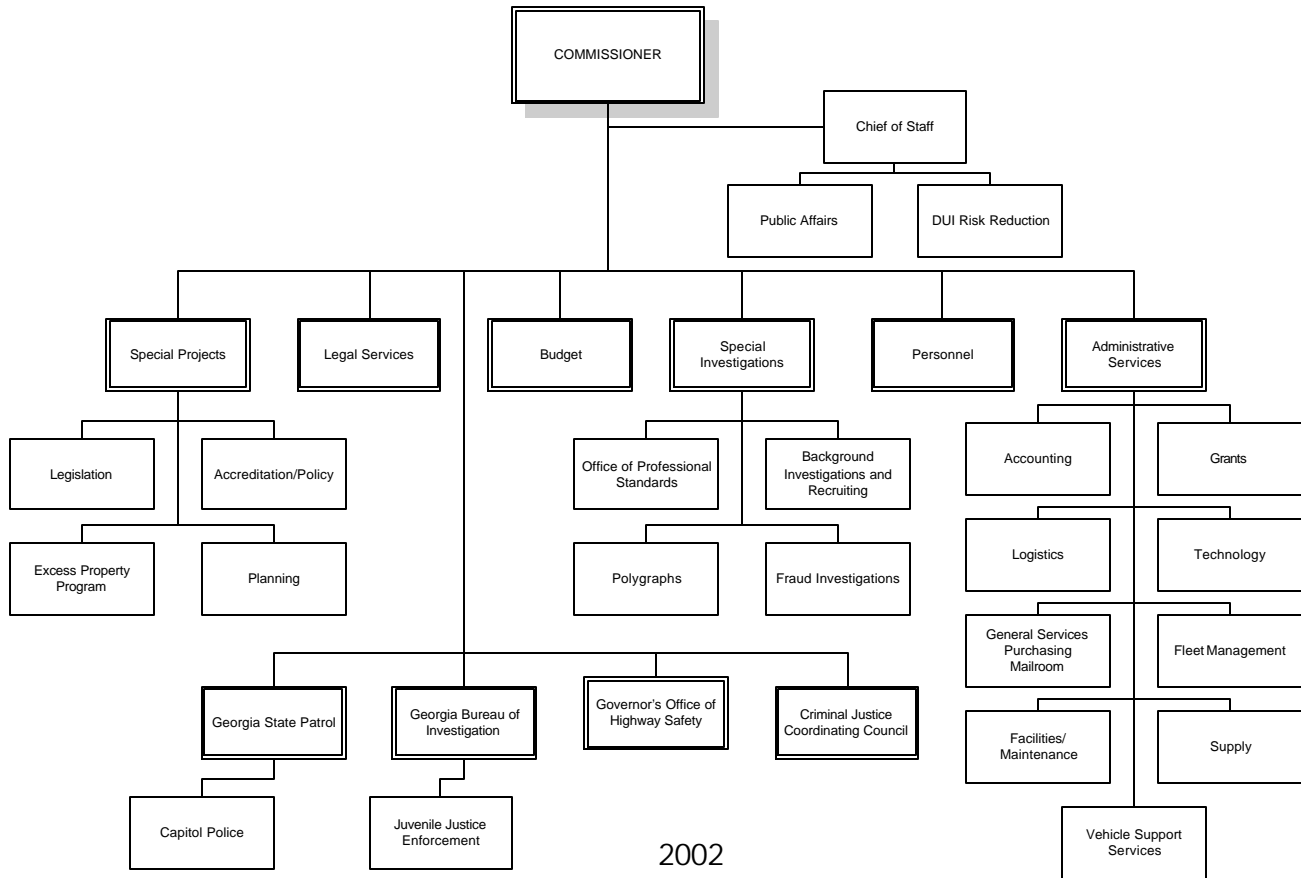 COMMISSIONER
Chief of Staff
Public Affairs
DUI Risk Reduction
Special Projects
Legal Services
Budget
Special
Investigations
Personnel
Administrative
Services
Legislation
Accreditation/Policy
Excess Property
Program
Planning
Office of Professional
Standards
Background
Investigations and
Recruiting
Polygraphs
Fraud Investigations
Accounting
Grants
Logistics
Technology
General Services
Purchasing
Mailroom
Fleet Management
Facilities/
Maintenance
Supply
Vehicle Support
Services
Georgia State Patrol
Georgia Bureau of
Investigation
Governor's Office of
Highway Safety
Criminal Justice
Coordinating Council
Capitol Police
Juvenile Justice
Enforcement
2002